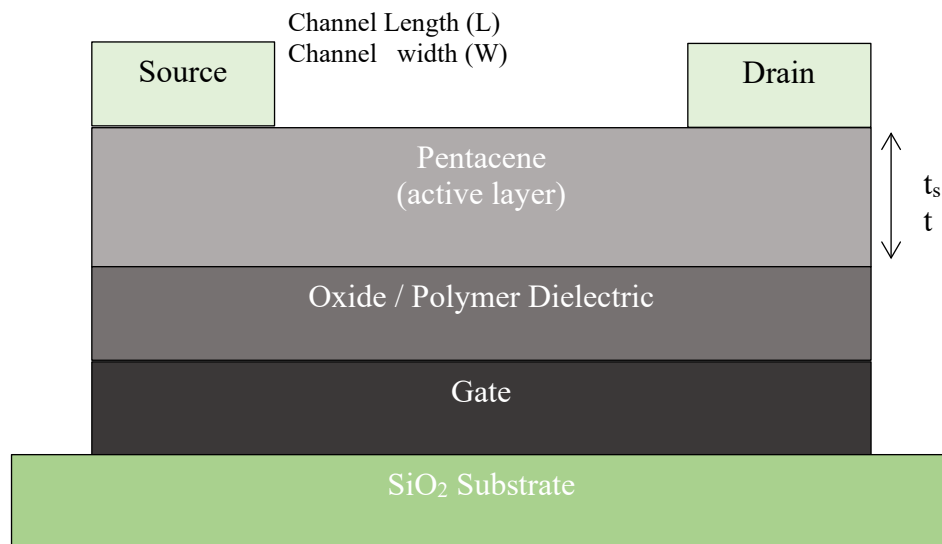 Channel Length (L)
Channel width (W)
Source
Drain
Pentacene
(active layer)
tₛ
t
Oxide / Polymer Dielectric
Gate
SiO₂ Substrate